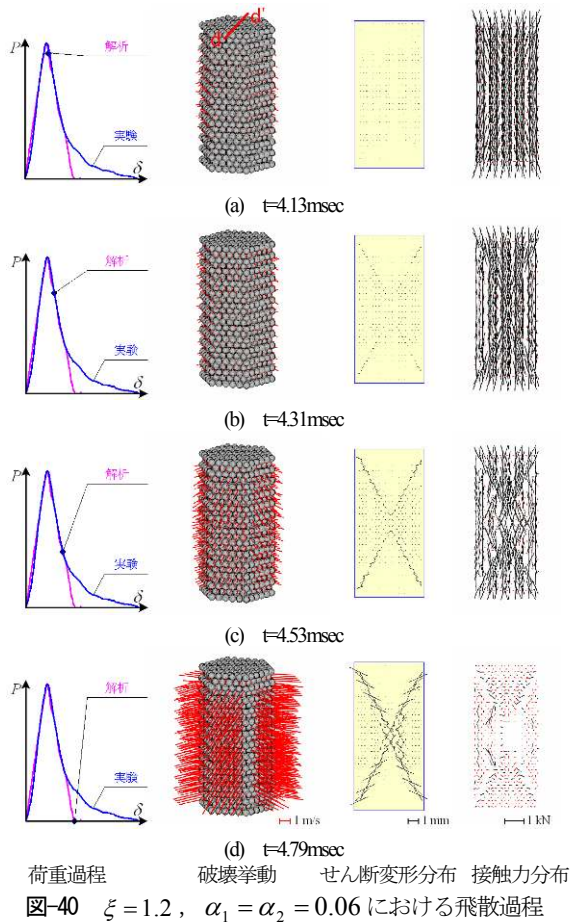 P
解析
実験
δ
d
d'
(a) t=4.13msec
P
解析
実験
δ
(b) t=4.31msec
P
解析
実験
δ
(c) t=4.53msec
P
解析
実験
δ
1 m/s
1 mm
1 kN
(d) t=4.79msec
荷重過程 破壊挙動 せん断変形分布 接触力分布
図-40 ξ=1.2, α₁=α₂=0.06 における飛散過程